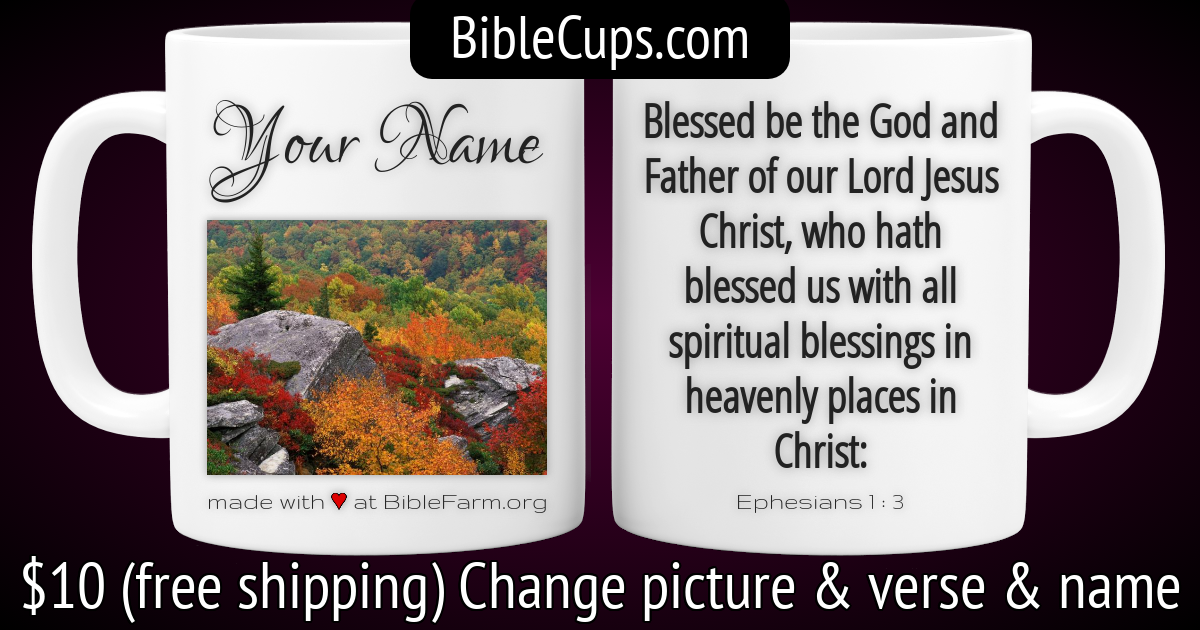 BibleCups.com
Your Name
made with ♥ at BibleFarm.org
Blessed be the God and
Father of our Lord Jesus
Christ, who hath
blessed us with all
spiritual blessings in
heavenly places in
Christ:
Ephesians 1 : 3
$10 (free shipping) Change picture & verse & name